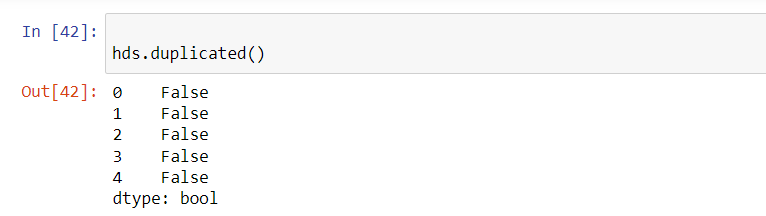 In [42]:
hds.duplicated()
Out[42]: 0    False
1    False
2    False
3    False
4    False
dtype: bool